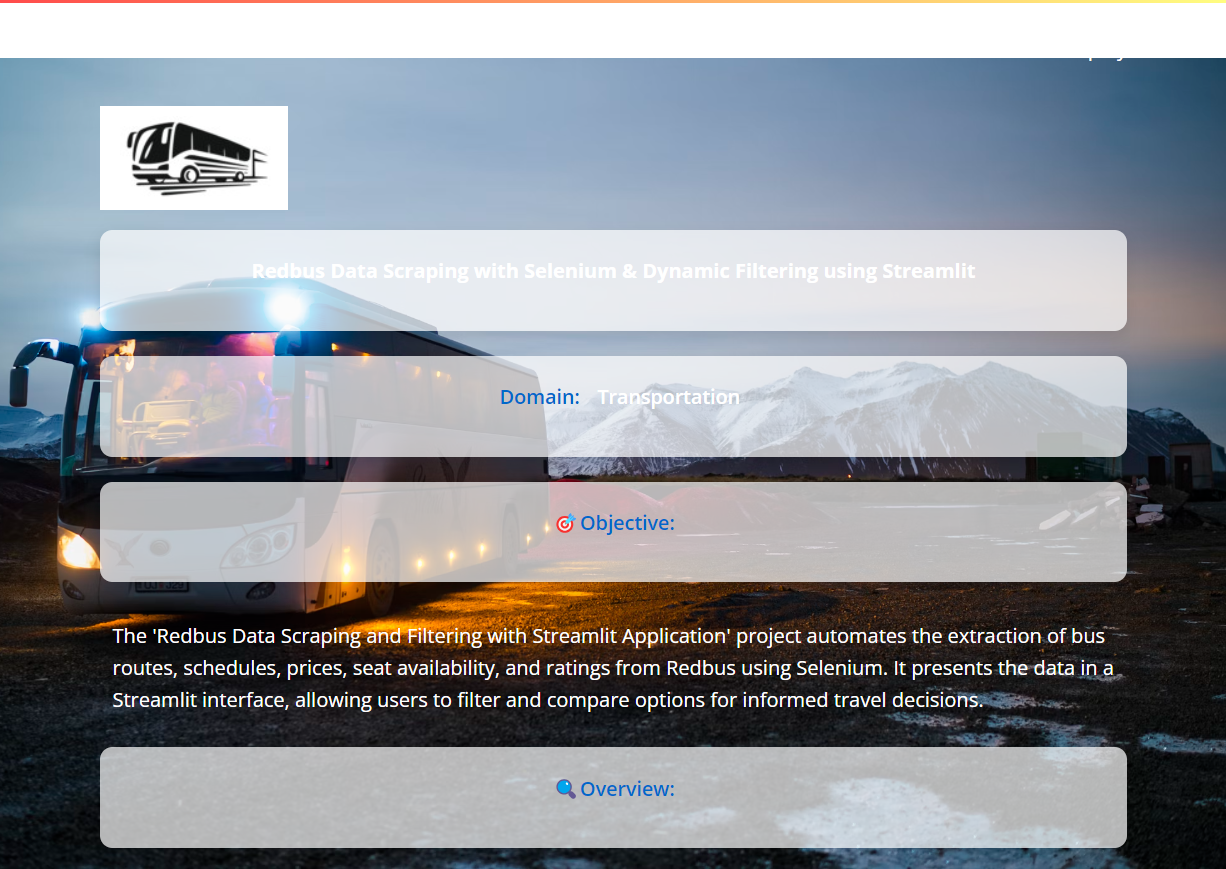 Redbus Data Scraping with Selenium & Dynamic Filtering using Streamlit
Domain: Transportation
🎯 Objective:
The 'Redbus Data Scraping and Filtering with Streamlit Application' project automates the extraction of bus
routes, schedules, prices, seat availability, and ratings from Redbus using Selenium. It presents the data in a
Streamlit interface, allowing users to filter and compare options for informed travel decisions.
🔍 Overview: